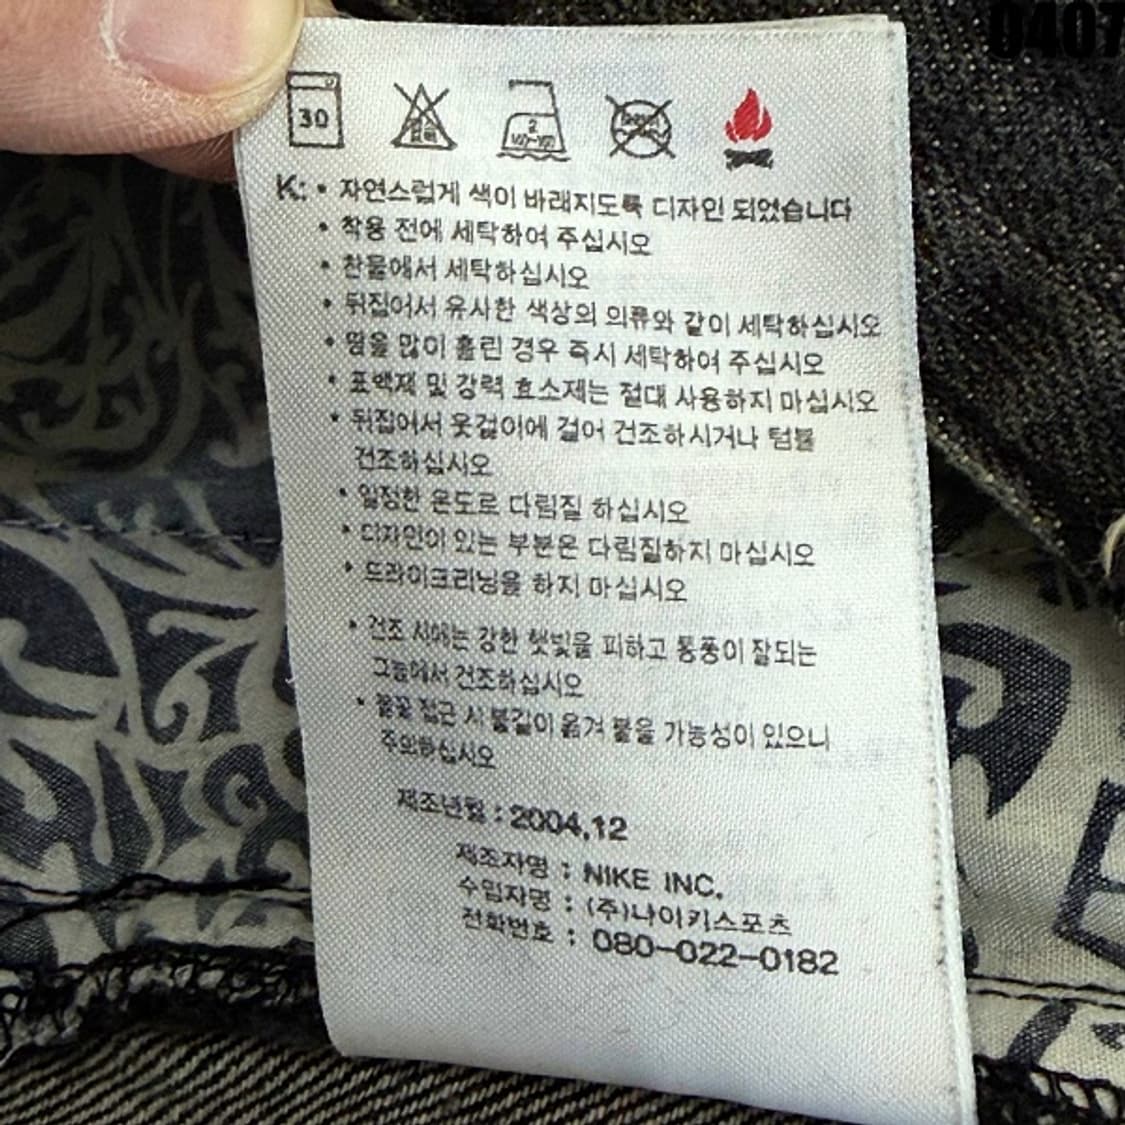 0407
30
염소
2
드라이
K: • 자연스럽게 색이 바래지도록 디자인 되었습니다
• 착용 전에 세탁하여 주십시오
• 찬물에서 세탁하십시오
• 뒤집어서 유사한 색상의 의류와 같이 세탁하십시오
• 땀을 많이 흘린 경우 즉시 세탁하여 주십시오
• 표백제 및 강력 효소제는 절대 사용하지 마십시오
• 뒤집어서 옷걸이에 걸어 건조하시거나 텀블
건조하십시오
• 일정한 온도로 다림질 하십시오
• 디자인이 있는 부분은 다림질하지 마십시오
• 드라이크리닝을 하지 마십시오
• 건조 시에는 강한 햇빛을 피하고 통풍이 잘되는
그늘에서 건조하십시오
• 불꽃 접근 시 불길이 옮겨 붙을 가능성이 있으니
주의하십시오
제조년월 : 2004.12
제조자명 : NIKE INC.
수입자명 : (주)나이키스포츠
전화번호 : 080-022-0182